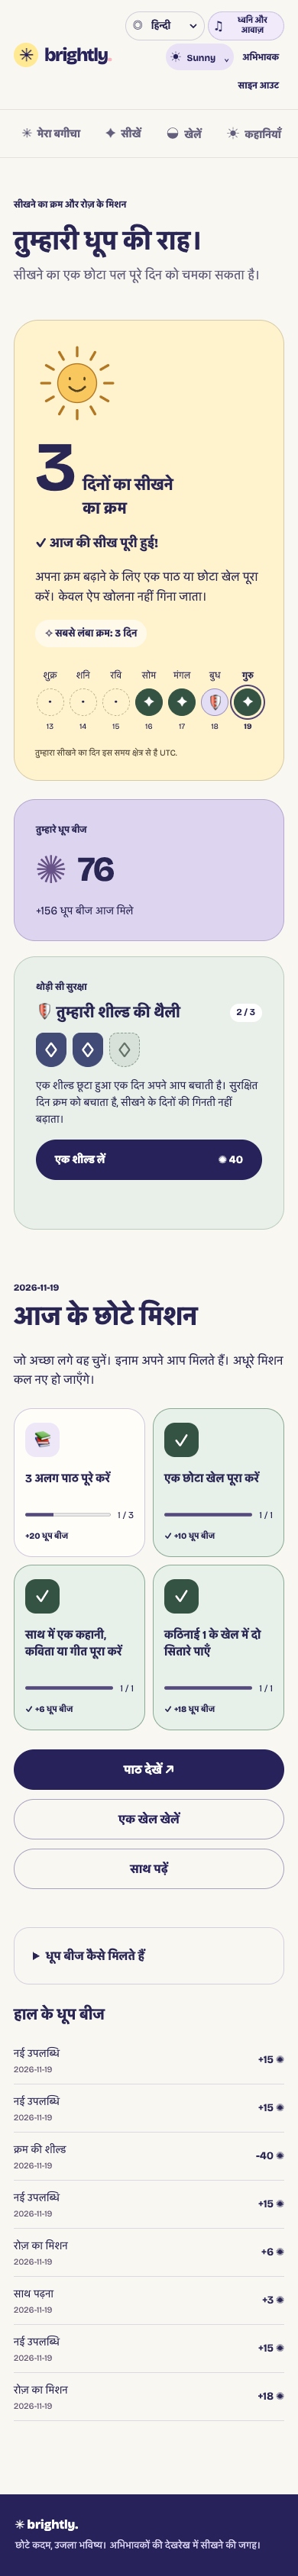 हिन्दी
ध्वनि और
आवाज़
brightly.
Sunny
अभिभावक
साइन आउट
मेरा बगीचा
सीखें
खेलें
कहानियाँ
सीखने का क्रम और रोज़ के मिशन
तुम्हारी धूप की राह।
सीखने का एक छोटा पल पूरे दिन को चमका सकता है।
3 दिनों का सीखने
का क्रम
✓ आज की सीख पूरी हुई!
अपना क्रम बढ़ाने के लिए एक पाठ या छोटा खेल पूरा
करें। केवल ऐप खोलना नहीं गिना जाता।
सबसे लंबा क्रम: 3 दिन
शुक्र शनि रवि सोम मंगल बुध गुरु
13 14 15 16 17 18 19
तुम्हारा सीखने का दिन इस समय क्षेत्र से है UTC.
तुम्हारे धूप बीज
76
+156 धूप बीज आज मिले
थोड़ी सी सुरक्षा
तुम्हारी शील्ड की थैली
2 / 3
एक शील्ड छूटा हुआ एक दिन अपने आप बचाती है। सुरक्षित
दिन क्रम को बचाता है, सीखने के दिनों की गिनती नहीं
बढ़ाता।
एक शील्ड लें 40
2026-11-19
आज के छोटे मिशन
जो अच्छा लगे वह चुनें। इनाम अपने आप मिलते हैं। अधूरे मिशन
कल नए हो जाएँगे।
3 अलग पाठ पूरे करें
1 / 3
+20 धूप बीज
एक छोटा खेल पूरा करें
1 / 1
✓ +10 धूप बीज
साथ में एक कहानी,
कविता या गीत पूरा करें
1 / 1
✓ +6 धूप बीज
कठिनाई 1 के खेल में दो
सितारे पाएँ
1 / 1
✓ +18 धूप बीज
पाठ देखें ↗
एक खेल खेलें
साथ पढ़ें
▶ धूप बीज कैसे मिलते हैं
हाल के धूप बीज
नई उपलब्धि
2026-11-19
+15
नई उपलब्धि
2026-11-19
+15
क्रम की शील्ड
2026-11-19
-40
नई उपलब्धि
2026-11-19
+15
रोज़ का मिशन
2026-11-19
+6
साथ पढ़ना
2026-11-19
+3
नई उपलब्धि
2026-11-19
+15
रोज़ का मिशन
2026-11-19
+18
brightly.
छोटे कदम, उजला भविष्य। अभिभावकों की देखरेख में सीखने की जगह।